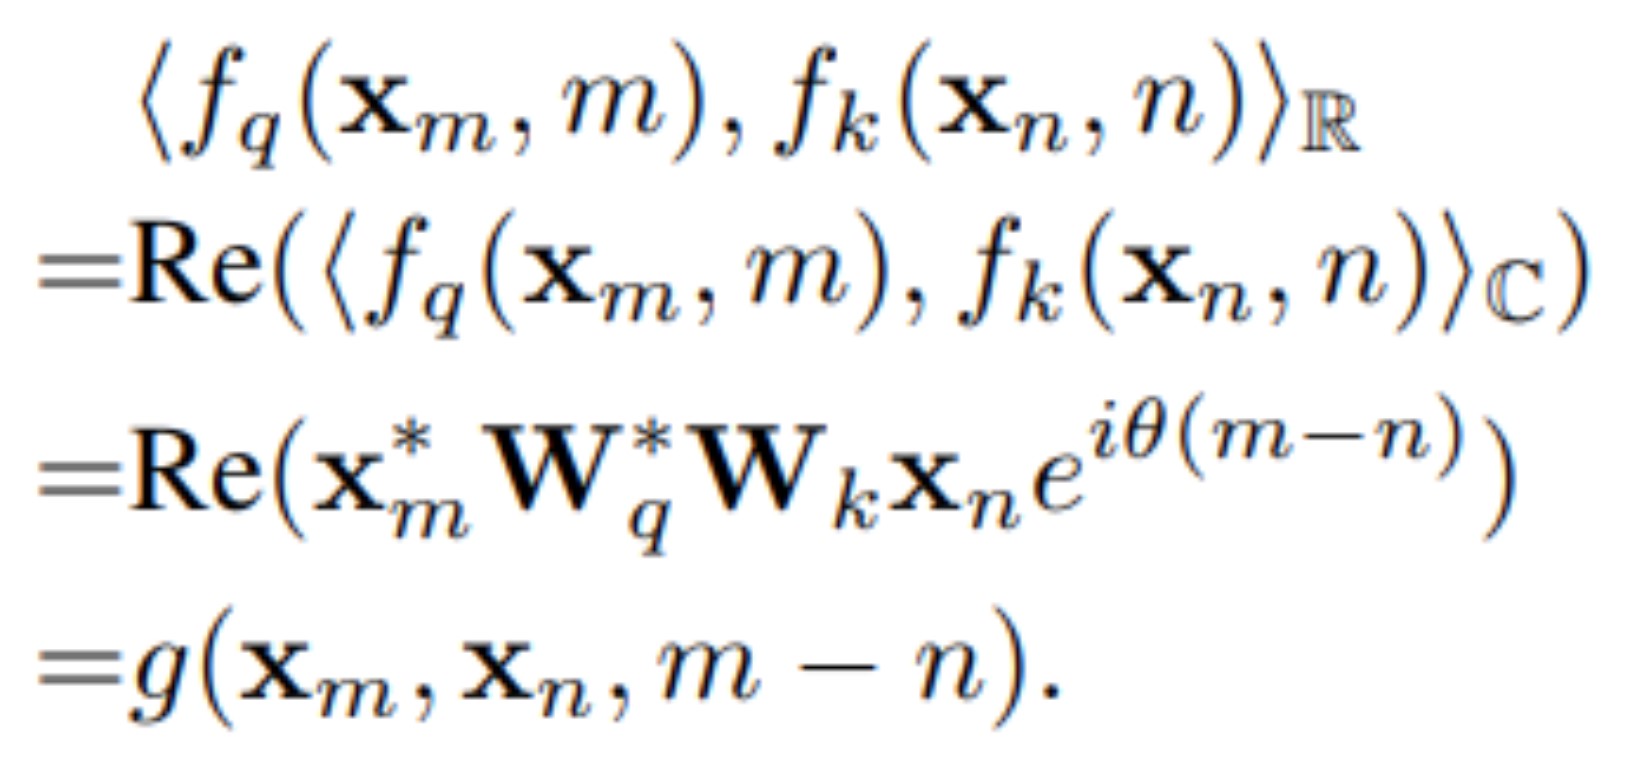 ⟨f_q(𝐱_m, m), f_k(𝐱_n, n)⟩_ℝ
=Re(⟨f_q(𝐱_m, m), f_k(𝐱_n, n)⟩_ℂ)
=Re(𝐱_m^* 𝐖_q^* 𝐖_k 𝐱_n e^{iθ(m−n)})
=g(𝐱_m, 𝐱_n, m − n).